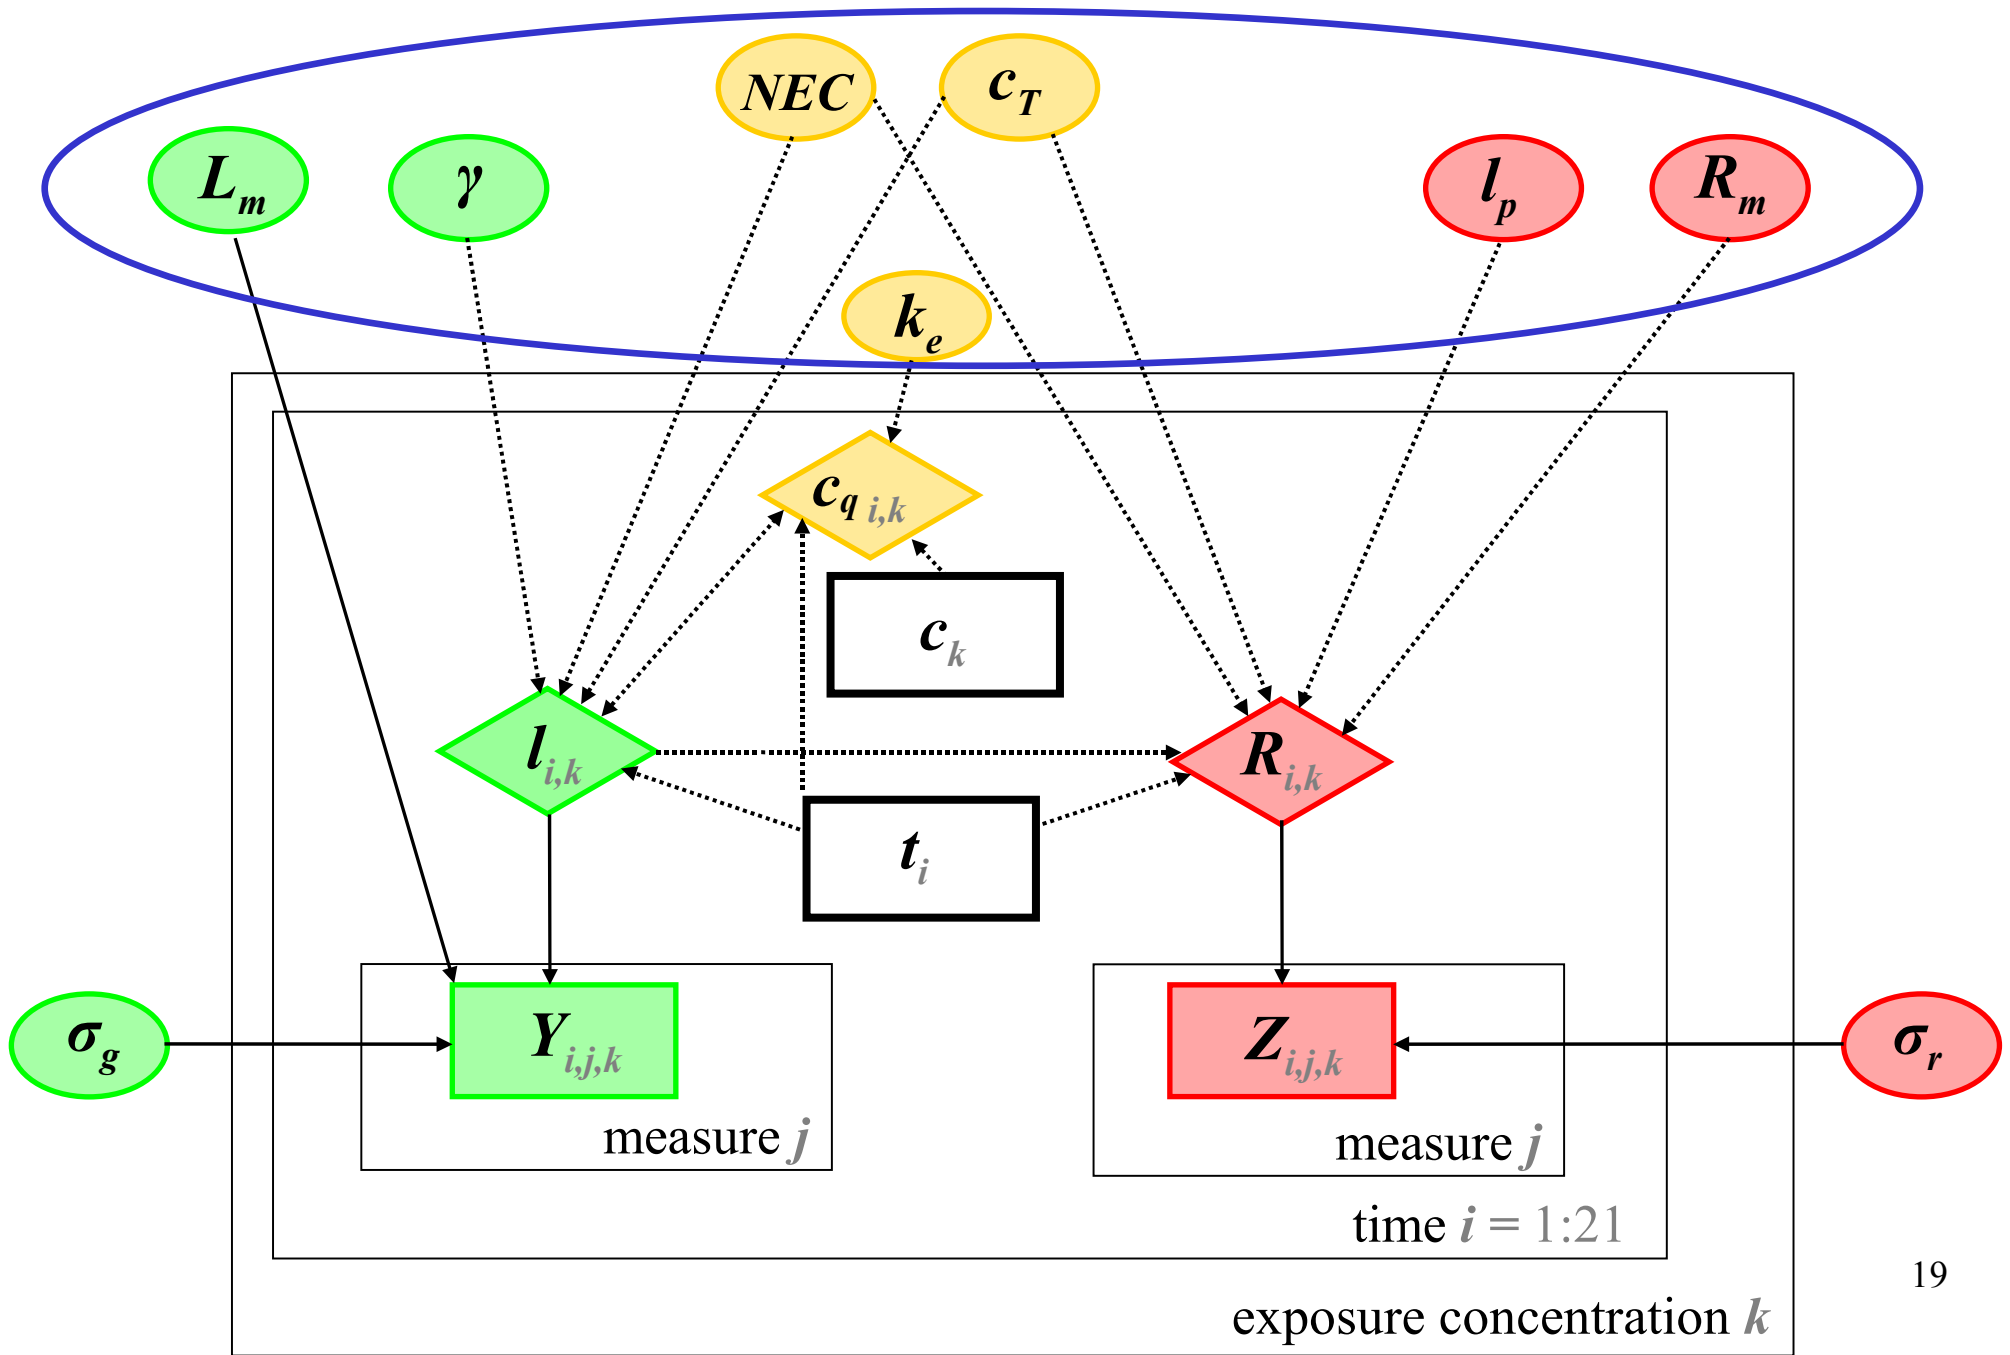 NEC
c_T
L_m
γ
l_p
R_m
k_e
c_q i,k
c_k
l_i,k
R_i,k
t_i
σ_g
Y_i,j,k
Z_i,j,k
σ_r
measure j
measure j
time i = 1:21
19
exposure concentration k